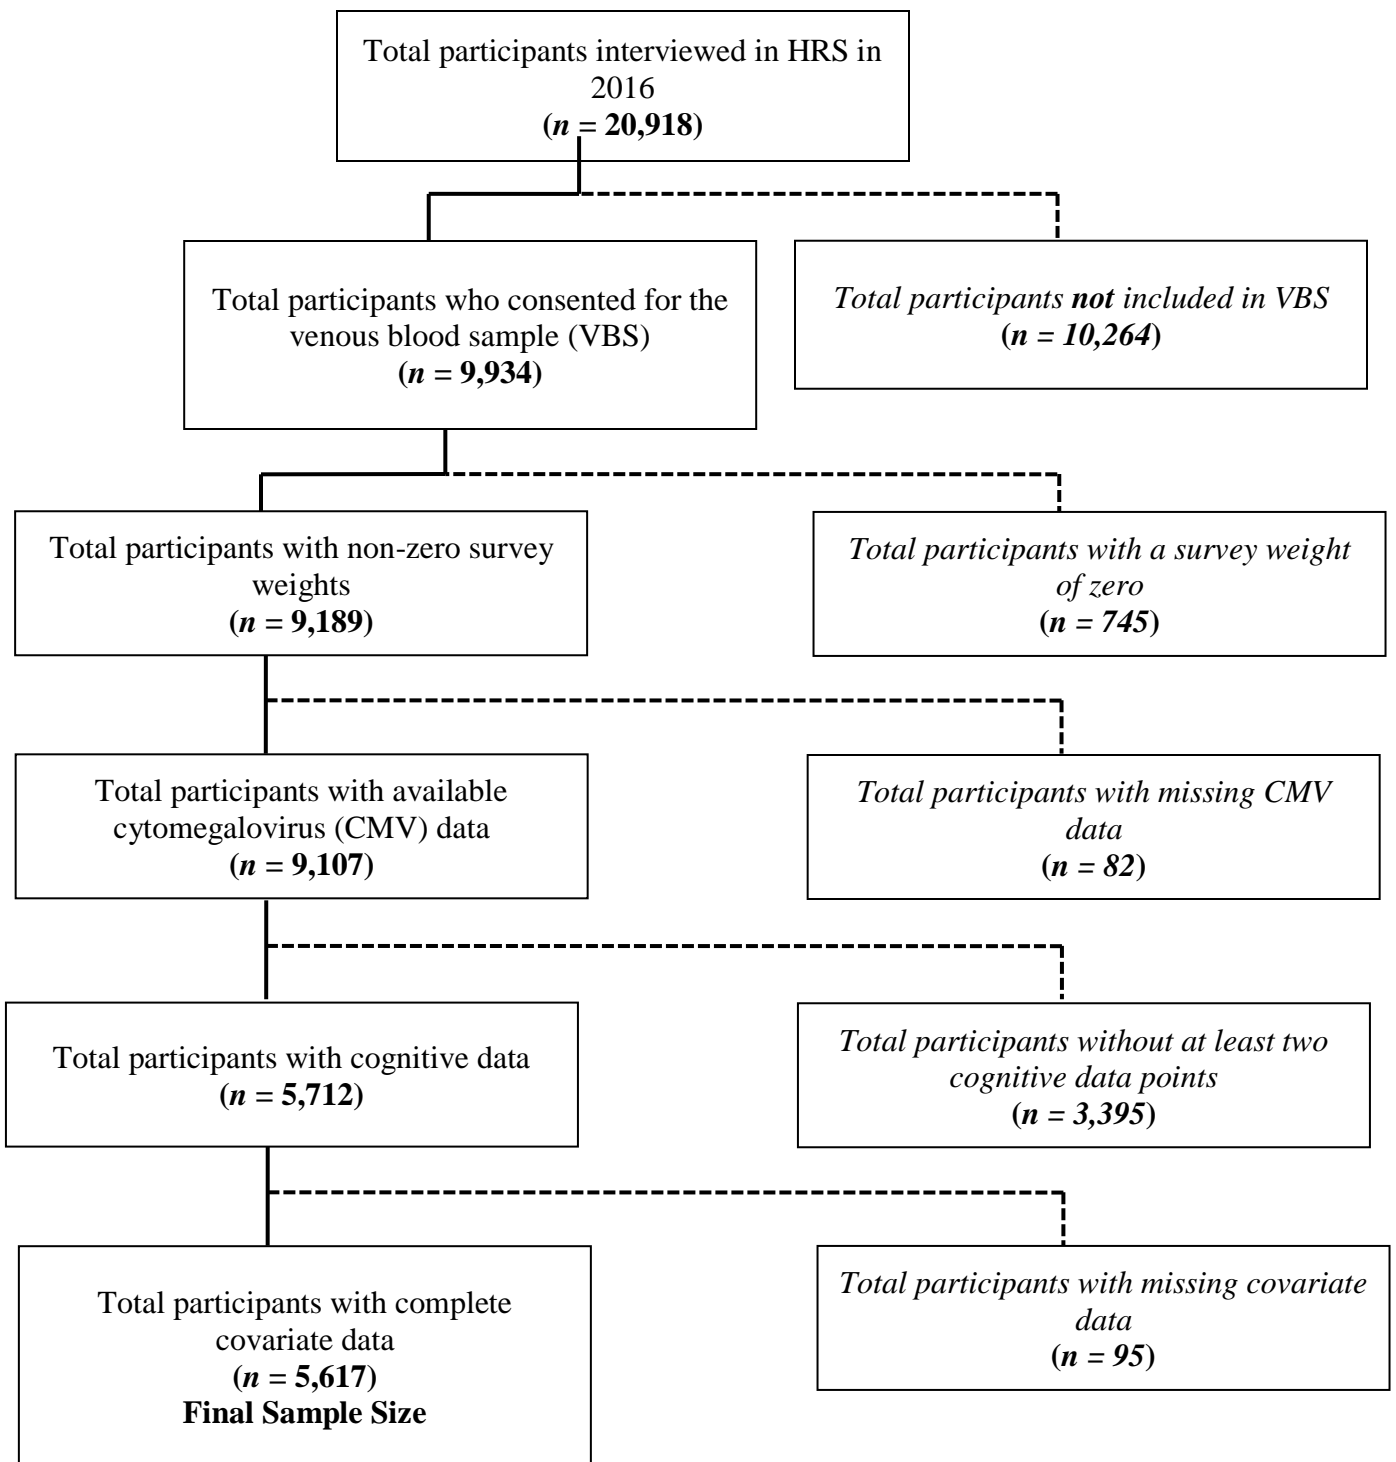 Total participants interviewed in HRS in
2016
(n = 20,918)
Total participants who consented for the
venous blood sample (VBS)
(n = 9,934)
Total participants not included in VBS
(n = 10,264)
Total participants with non-zero survey
weights
(n = 9,189)
Total participants with a survey weight
of zero
(n = 745)
Total participants with available
cytomegalovirus (CMV) data
(n = 9,107)
Total participants with missing CMV
data
(n = 82)
Total participants with cognitive data
(n = 5,712)
Total participants without at least two
cognitive data points
(n = 3,395)
Total participants with complete
covariate data
(n = 5,617)
Final Sample Size
Total participants with missing covariate
data
(n = 95)